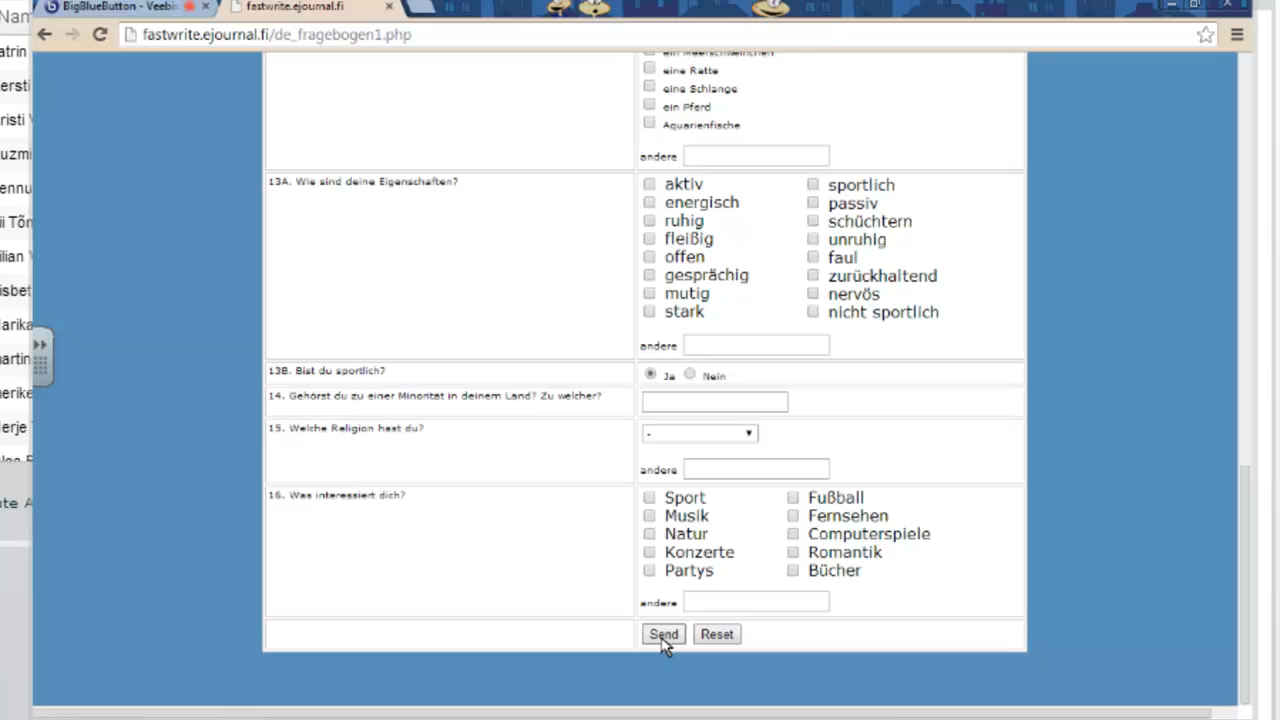 BigBlueButton - Veebis
fastwrite.ejournal.fi
fastwrite.ejournal.fi/de_fragebogen1.php
ein Meerschweinchen
eine Ratte
eine Schlange
ein Pferd
Aquarienfische
andere
13A. Wie sind deine Eigenschaften?
aktiv sportlich
energisch passiv
ruhig schüchtern
fleißig unruhig
offen faul
gesprächig zurückhaltend
mutig nervös
stark nicht sportlich
andere
13B. Bist du sportlich?
Ja Nein
14. Gehörst du zu einer Minorität in deinem Land? Zu welcher?
15. Welche Religion hast du?
-
andere
16. Was interessiert dich?
Sport Fußball
Musik Fernsehen
Natur Computerspiele
Konzerte Romantik
Partys Bücher
andere
Send Reset